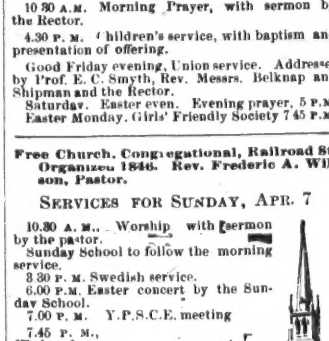 10 30 A.M. Morning Prayer, with sermon b
the Rector.
4.30 P. M. Children's service, with baptism an
presentation of offering.
Good Friday evening, Union service. Addresse
by Prof. E. C. Smyth, Rev. Messrs. Belknap an
Shipman and the Rector.
Saturday. Easter even. Evening prayer, 5 P.M
Easter Monday. Girls' Friendly Society 7 45 P.M
Free Church. Congregational, Railroad St
Organized 1846. Rev. Frederic A. Wil
son, Pastor.
SERVICES FOR SUNDAY, APR. 7
10.30 A. M., Worship with sermon
by the pastor.
Sunday School to follow the morning
service.
3 30 P. M. Swedish service.
6.00 P.M. Easter concert by the Sun-
day School.
7.00 P. M. Y.P.S.C.E. meeting
7.45 P. M.,